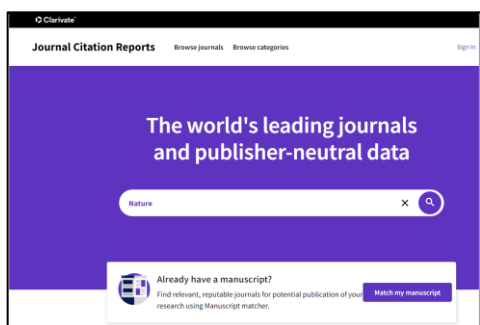 Clarivate™
Journal Citation Reports Browse journals Browse categories Sign In
The world's leading journals
and publisher-neutral data
Nature
Already have a manuscript?
Find relevant, reputable journals for potential publication of your
research using Manuscript matcher.
Match my manuscript